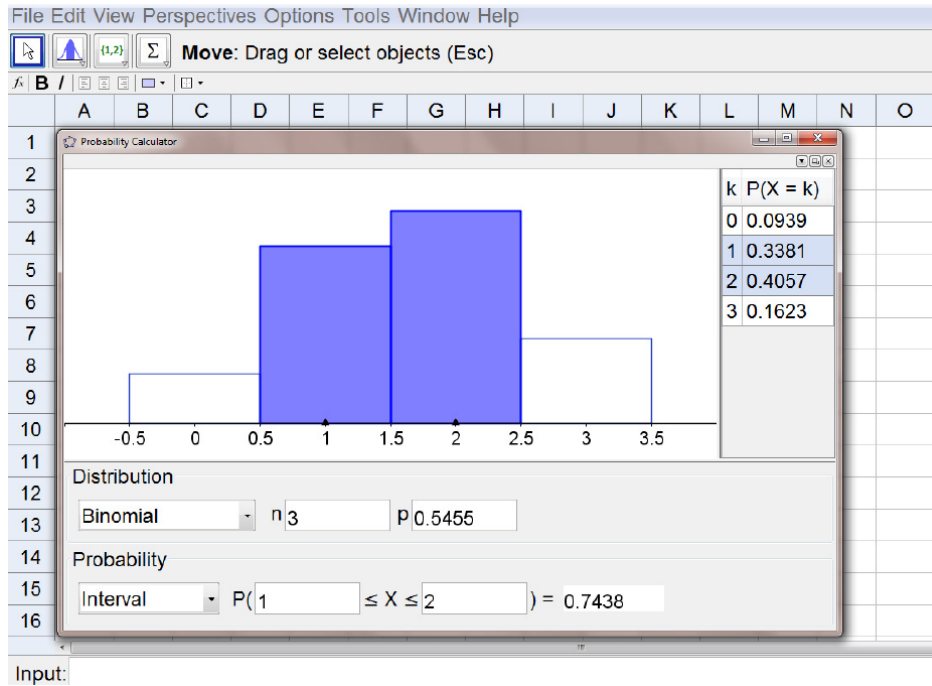 File Edit View Perspectives Options Tools Window Help
{1,2} Σ Move: Drag or select objects (Esc)
fx B I
A B C D E F G H I J K L M N O
1
Probability Calculator
2
k P(X = k)
3
0 0.0939
4
1 0.3381
5
2 0.4057
6
3 0.1623
7
8
9
10
-0.5 0 0.5 1 1.5 2 2.5 3 3.5
11
Distribution
12
Binomial n 3 p 0.5455
13
14
Probability
15
Interval P( 1 ≤ X ≤ 2 ) = 0.7438
16
Input: